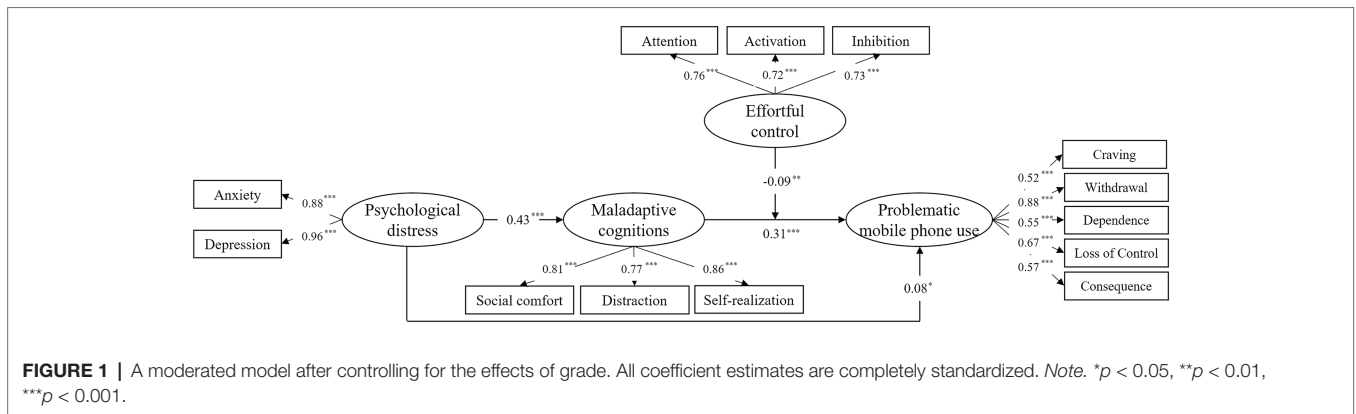 Attention Activation Inhibition
0.76*** 0.72*** 0.73***
Effortful
control
Craving
-0.09** 0.52***
Anxiety Withdrawal
0.88*** 0.88***
Psychological Maladaptive Problematic
distress 0.43*** cognitions 0.31*** mobile phone use Dependence
0.55***
0.96***
Depression 0.67*** Loss of Control
0.57***
0.81*** 0.77*** 0.86***
0.08* Consequence
Social comfort Distraction Self-realization
FIGURE 1 | A moderated model after controlling for the effects of grade. All coefficient estimates are completely standardized. Note. *p < 0.05, **p < 0.01,
***p < 0.001.